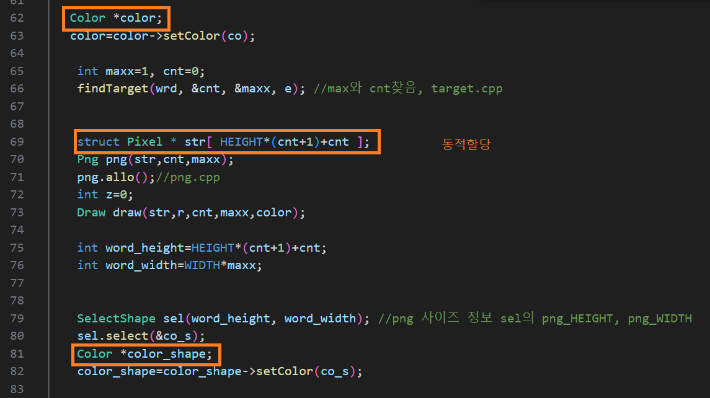 61
62 Color *color;
63 color=color->setColor(co);
64
65 int maxx=1, cnt=0;
66 findTarget(wrd, &cnt, &maxx, e); //max와 cnt찾음, target.cpp
67
68
69 struct Pixel * str[ HEIGHT*(cnt+1)+cnt ]; 동적할당
70 Png png(str,cnt,maxx);
71 png.allo();//png.cpp
72 int z=0;
73 Draw draw(str,r,cnt,maxx,color);
74
75 int word_height=HEIGHT*(cnt+1)+cnt;
76 int word_width=WIDTH*maxx;
77
78
79 SelectShape sel(word_height, word_width); //png 사이즈 정보 sel의 png_HEIGHT, png_WIDTH
80 sel.select(&co_s);
81 Color *color_shape;
82 color_shape=color_shape->setColor(co_s);
83